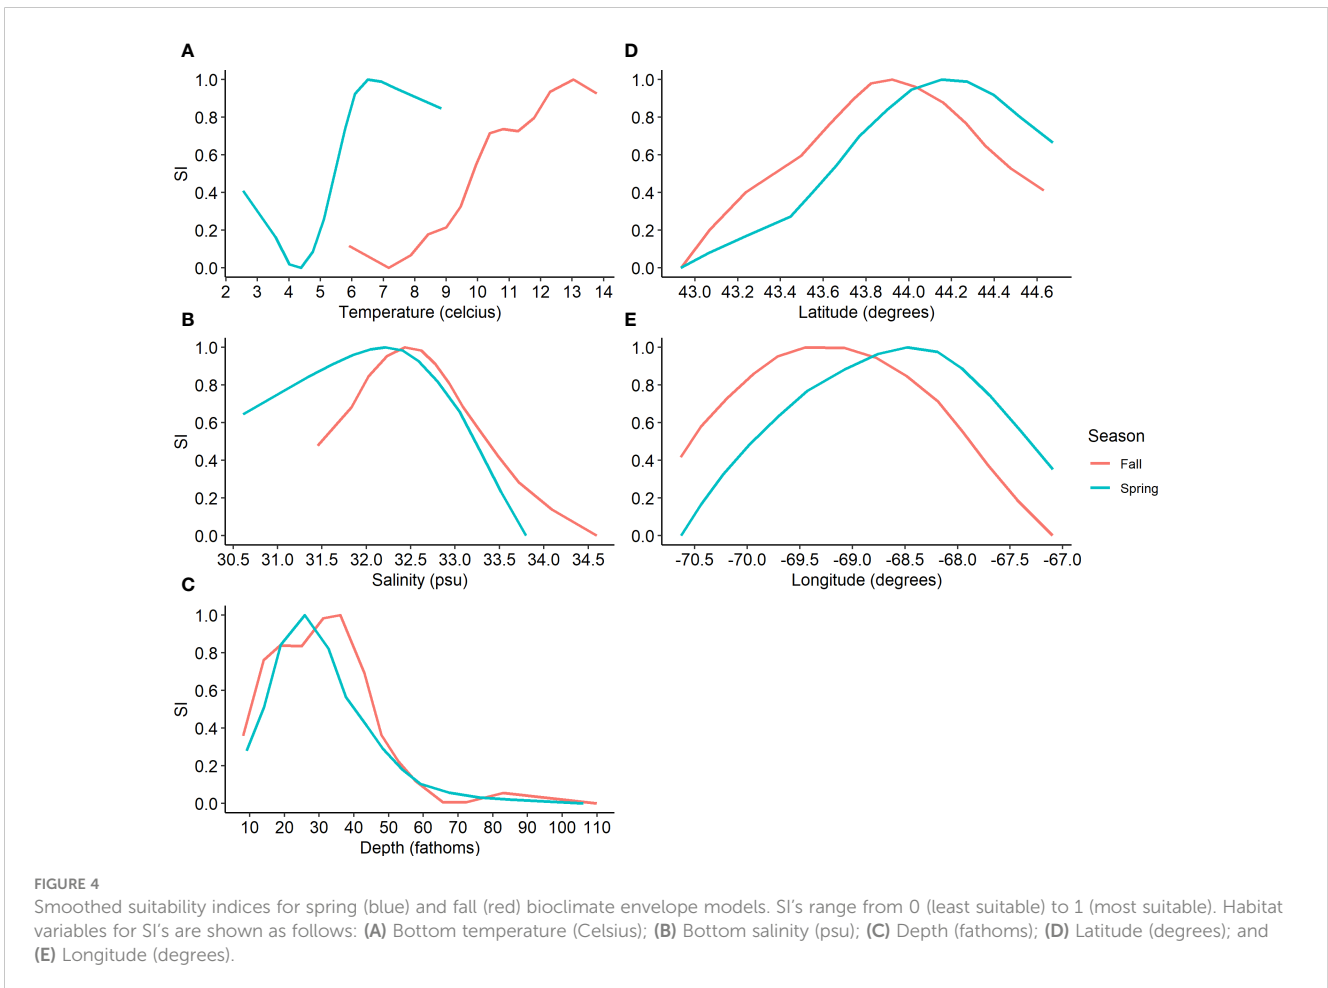 A
1.0
0.8
0.6
0.4
0.2
0.0
SI
2 3 4 5 6 7 8 9 10 11 12 13 14
Temperature (celcius)
B
1.0
0.8
0.6
0.4
0.2
0.0
SI
30.5 31.0 31.5 32.0 32.5 33.0 33.5 34.0 34.5
Salinity (psu)
C
1.0
0.8
0.6
0.4
0.2
0.0
SI
10 20 30 40 50 60 70 80 90 100 110
Depth (fathoms)
D
1.0
0.8
0.6
0.4
0.2
0.0
43.0 43.2 43.4 43.6 43.8 44.0 44.2 44.4 44.6
Latitude (degrees)
E
1.0
0.8
0.6
0.4
0.2
0.0
-70.5 -70.0 -69.5 -69.0 -68.5 -68.0 -67.5 -67.0
Longitude (degrees)
Season
Fall
Spring
FIGURE 4
Smoothed suitability indices for spring (blue) and fall (red) bioclimate envelope models. SI's range from 0 (least suitable) to 1 (most suitable). Habitat
variables for SI's are shown as follows: (A) Bottom temperature (Celsius); (B) Bottom salinity (psu); (C) Depth (fathoms); (D) Latitude (degrees); and
(E) Longitude (degrees).